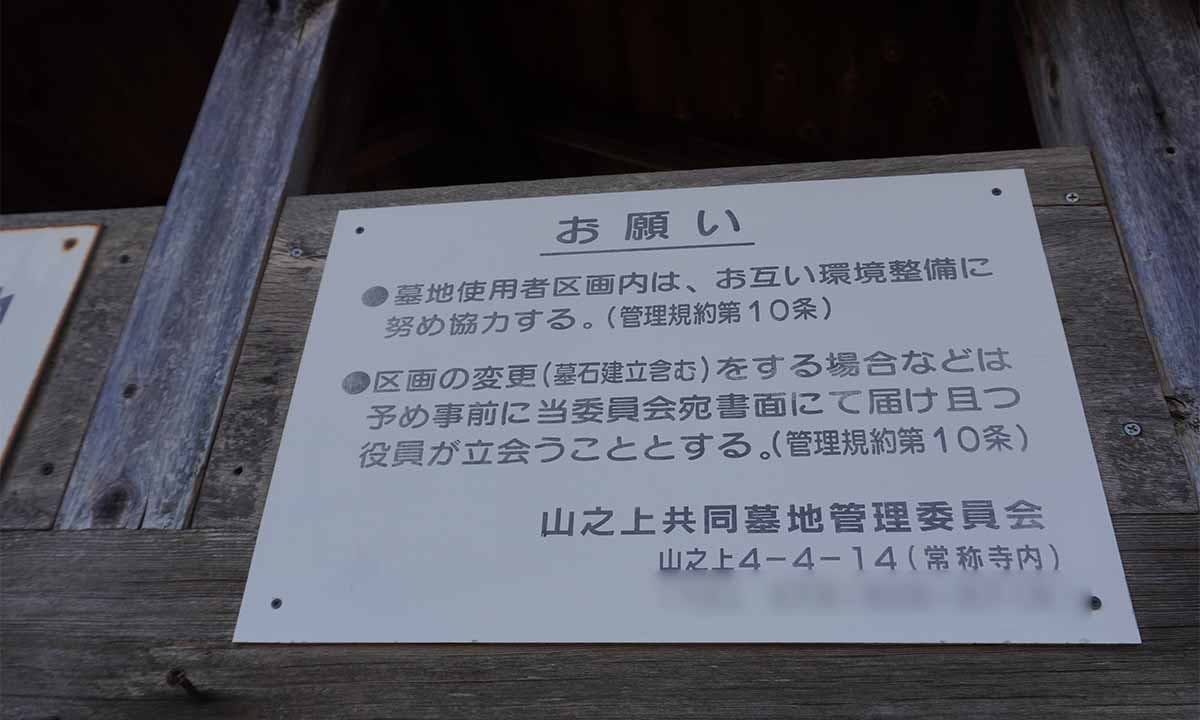 お願い
●墓地使用者区画内は、お互い環境整備に
努め協力する。(管理規約第10条)
●区画の変更(墓石建立含む)をする場合などは
予め事前に当委員会宛書面にて届け且つ
役員が立会うこととする。(管理規約第10条)
山之上共同墓地管理委員会
山之上4-4-14(常称寺内)